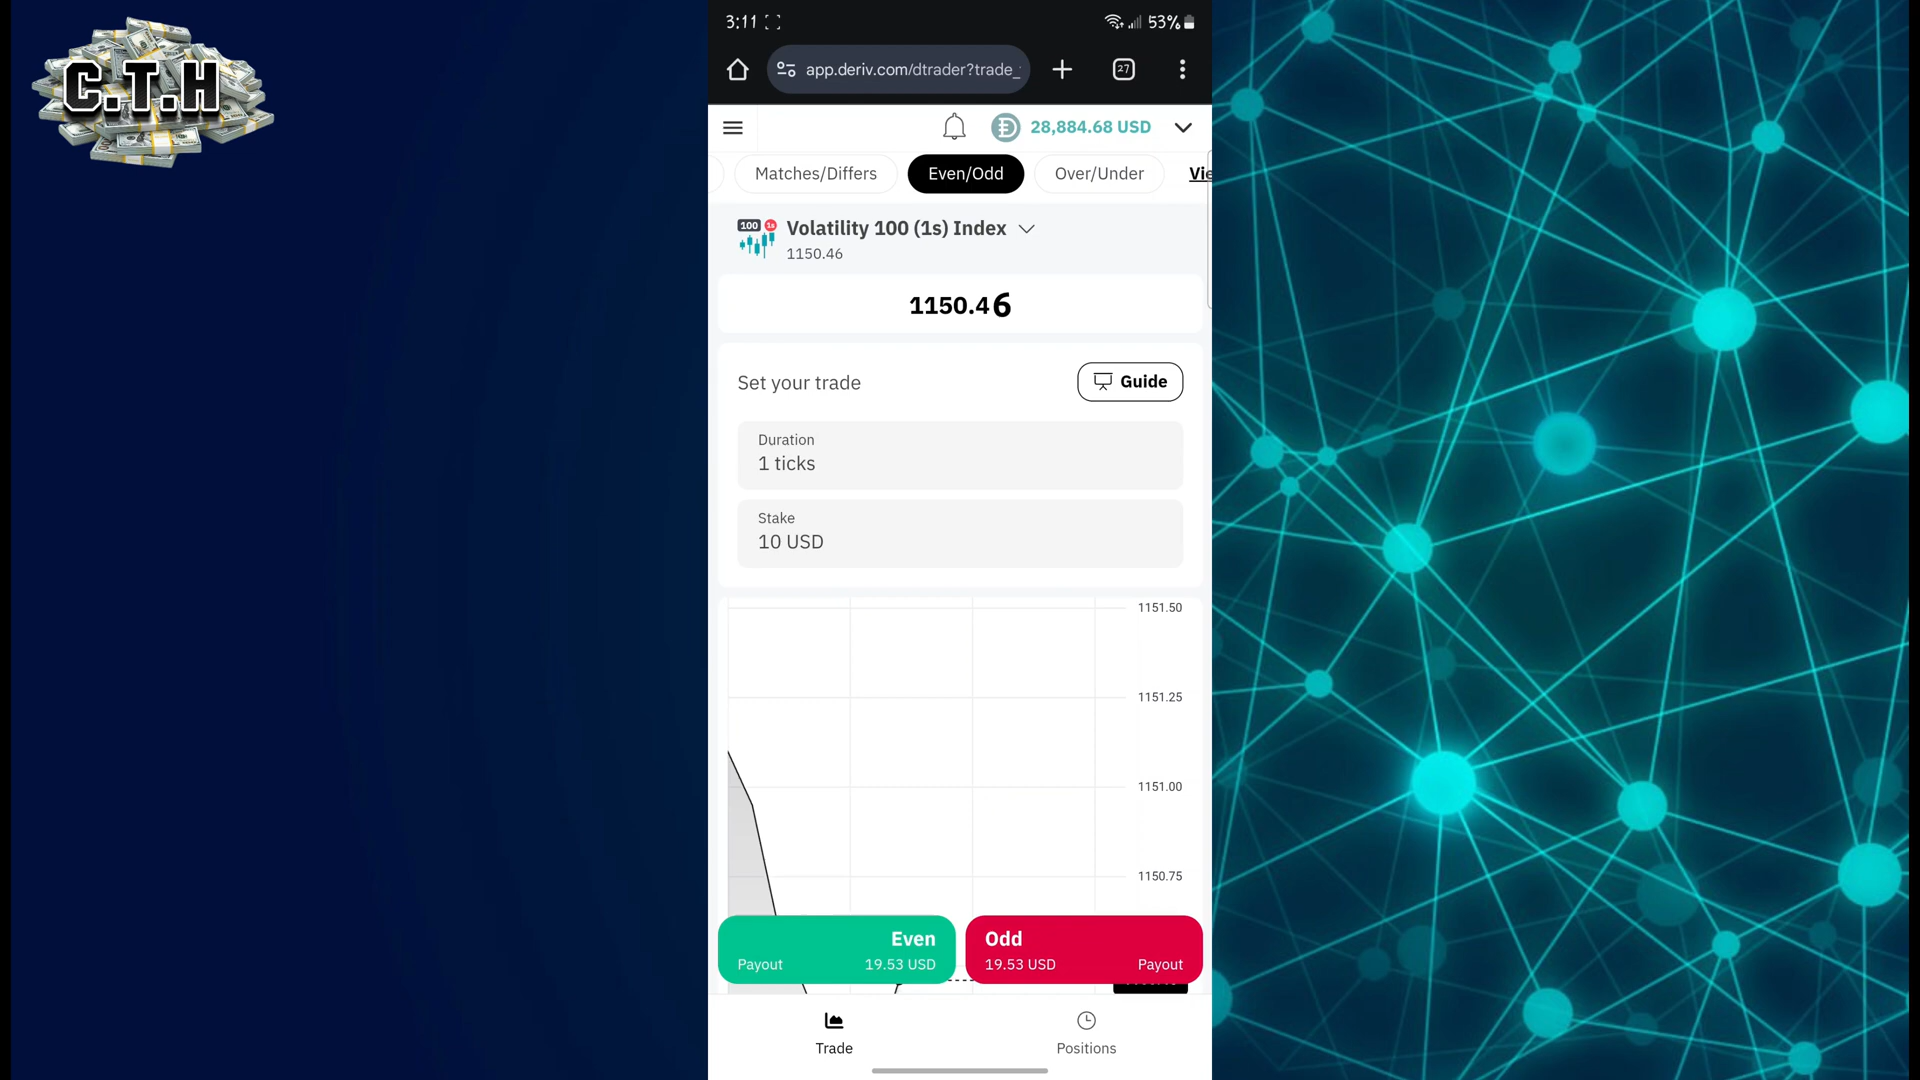 C.T.H
3:11
53%
app.deriv.com/dtrader?trade_
27
28,884.68 USD
Matches/Differs
Even/Odd
Over/Under
Vie
100 1s
Volatility 100 (1s) Index
1150.46
1150.46
Set your trade
Guide
Duration
1 ticks
Stake
10 USD
1151.50
1151.25
1151.00
1150.75
Even
Payout 19.53 USD
Odd
19.53 USD Payout
Trade
Positions